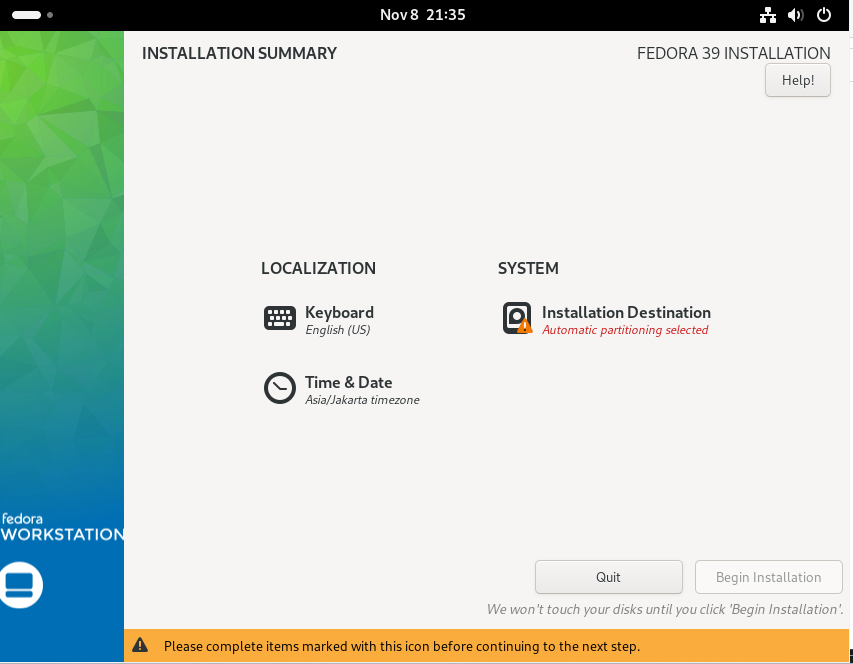 Nov 8 21:35
INSTALLATION SUMMARY
FEDORA 39 INSTALLATION
Help!
LOCALIZATION
Keyboard
English (US)
Time & Date
Asia/Jakarta timezone
SYSTEM
Installation Destination
Automatic partitioning selected
fedora
WORKSTATION
Quit
Begin Installation
We won't touch your disks until you click 'Begin Installation'.
Please complete items marked with this icon before continuing to the next step.